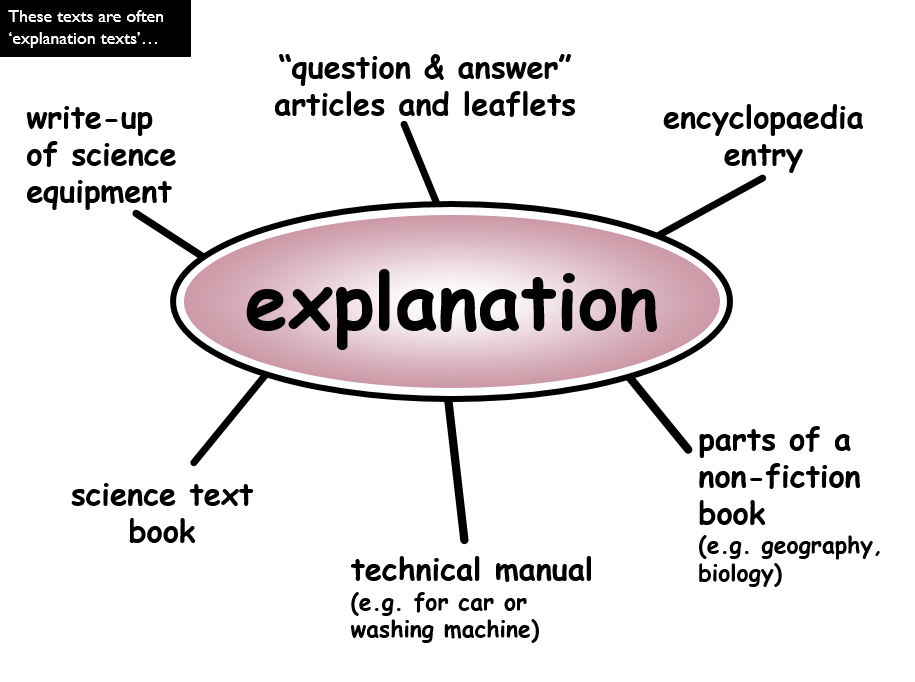 These texts are often
‘explanation texts’…
“question & answer”
articles and leaflets
write-up
of science
equipment
encyclopaedia
entry
explanation
science text
book
technical manual
(e.g. for car or
washing machine)
parts of a
non-fiction
book
(e.g. geography,
biology)